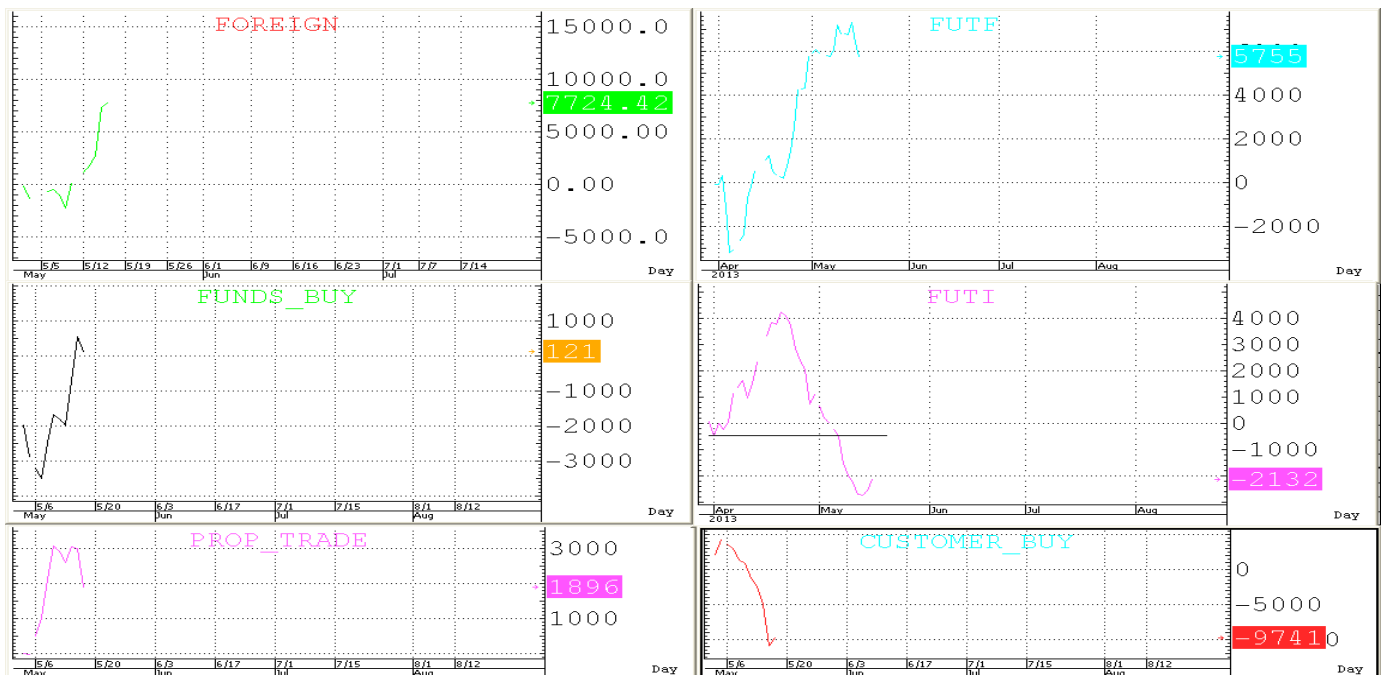 FOREIGN
15000.0
10000.0
7724.42
5000.00
0.00
-5000.0
5/5 5/12 5/19 5/26 6/1 6/9 6/16 6/23 7/1 7/7 7/14
May Jun Jul
Day
FUTF
5755
4000
2000
0
-2000
Apr May Jun Jul Aug
2013
Day
FUNDS_BUY
1000
121
-1000
-2000
-3000
5/6 5/20 6/3 6/17 7/1 7/15 8/1 8/12
May Jun Jul Aug
Day
FUTI
4000
3000
2000
1000
0
-1000
-2132
Apr May Jun Jul Aug
2013
Day
PROP_TRADE
3000
1896
1000
5/6 5/20 6/3 6/17 7/1 7/15 8/1 8/12
May Jun Jul Aug
Day
CUSTOMER_BUY
0
-5000
-9741
5/6 5/20 6/3 6/17 7/1 7/15 8/1 8/12
May Jun Jul Aug
Day